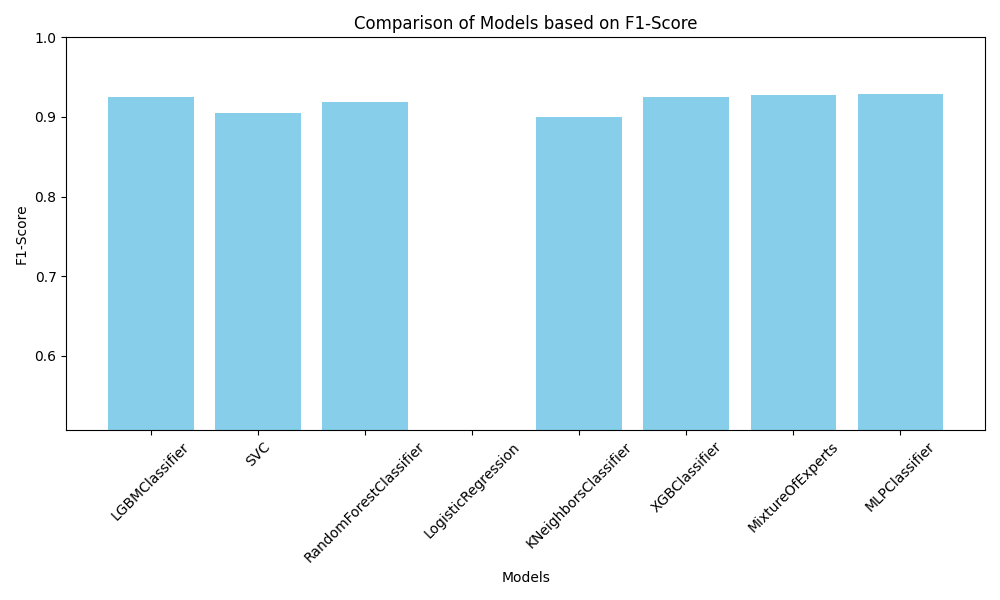 Comparison of Models based on F1-Score
1.0
0.9
0.8
0.7
0.6
F1-Score
LGBMClassifier
SVC
RandomForestClassifier
LogisticRegression
KNeighborsClassifier
XGBClassifier
MixtureOfExperts
MLPClassifier
Models